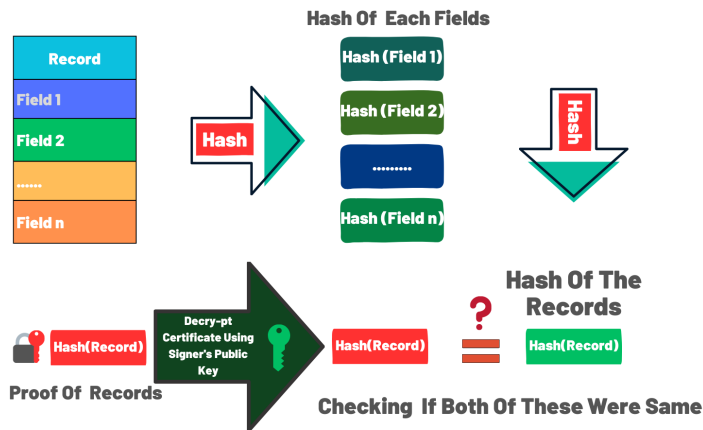 Hash Of Each Fields
Record
Field 1
Field 2
......
Field n
Hash
Hash (Field 1)
Hash (Field 2)
.........
Hash (Field n)
Hash
Hash(Record)
Proof Of Records
Decry-pt
Certificate Using
Signer's Public
Key
Hash(Record)
?
=
Hash Of The
Records
Hash(Record)
Checking If Both Of These Were Same